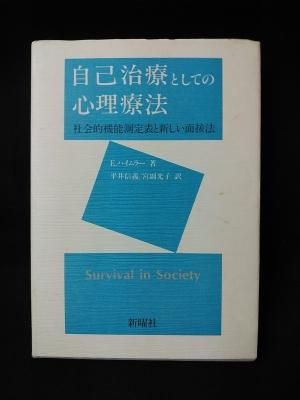 自己治療としての
心理療法
社会的機能測定表と新しい面接法
E.ハイムラー 著
平井信義/宮副光子 訳
Survival in Society
新曜社